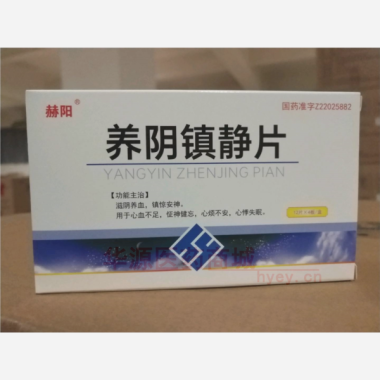 赫阳®
国药准字Z22025882
养阴镇静片
YANGYIN ZHENJING PIAN
【功能主治】
滋阴养血，镇惊安神。
用于心血不足，怔神健忘，心烦不安，心悸失眠。
hyey.cn